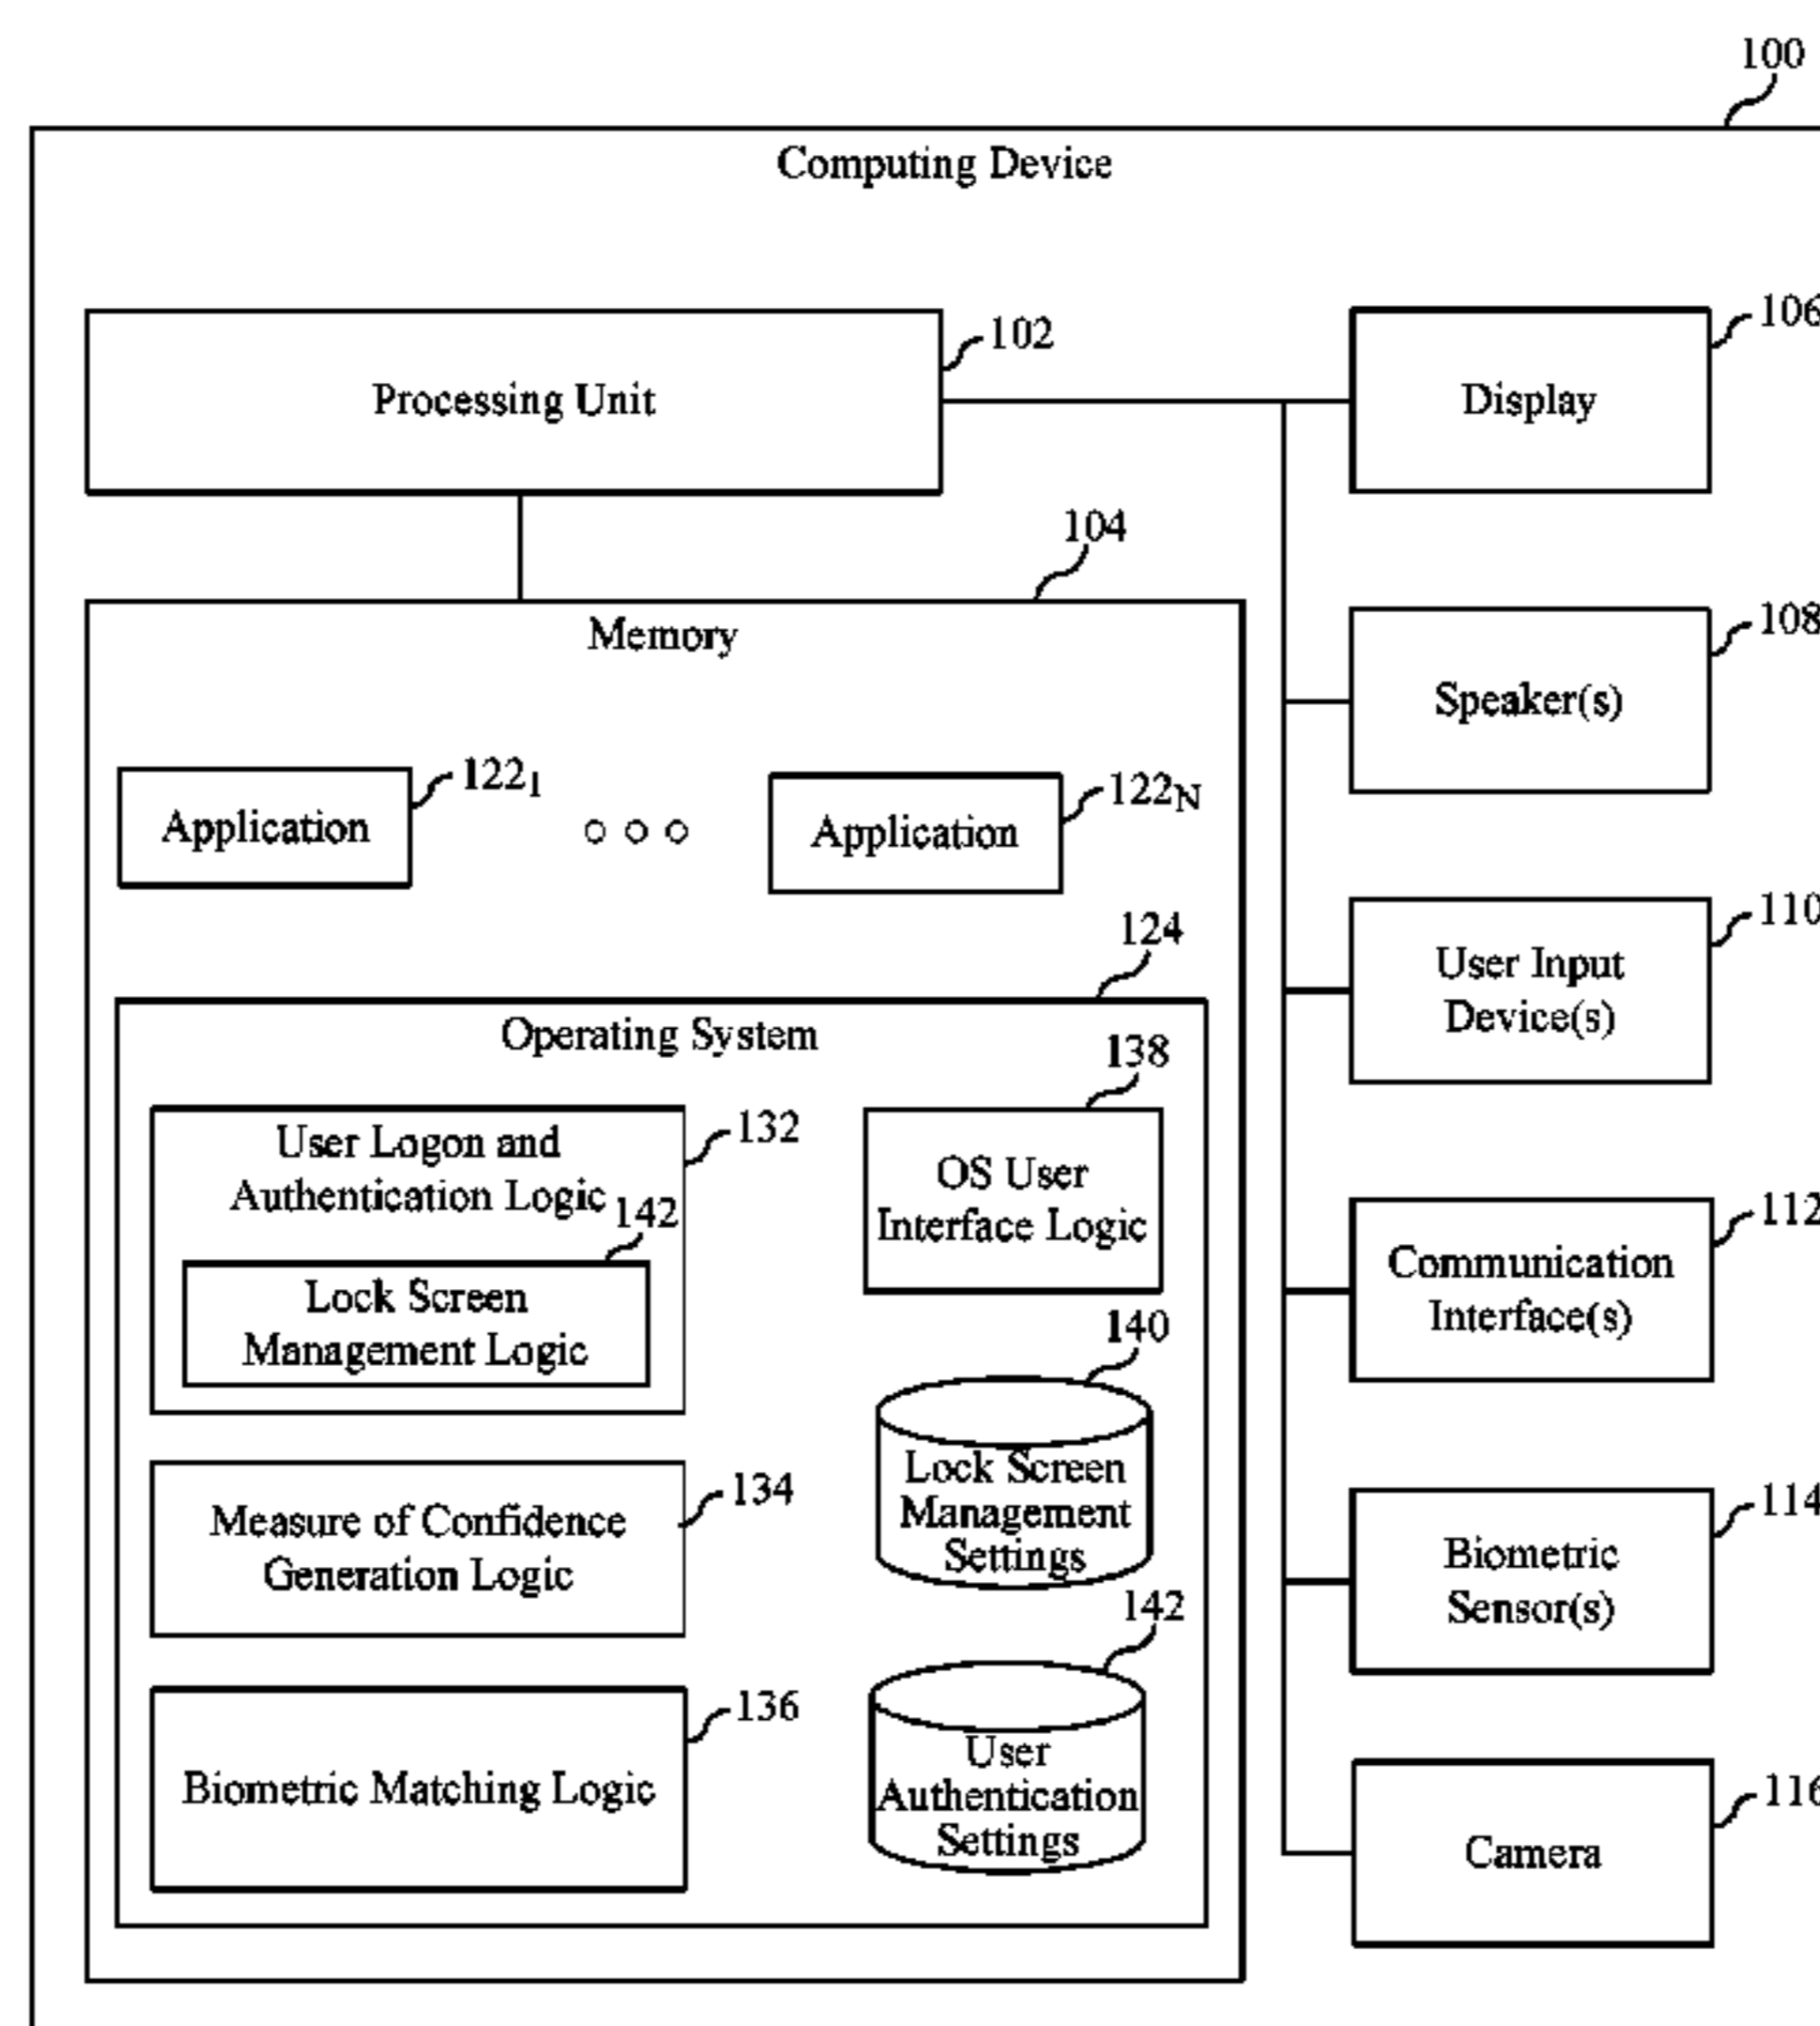 100
Computing Device
102
Processing Unit
106
Display
104
Memory
108
Speaker(s)
1221
Application
122N
Application
110
User Input
Device(s)
124
Operating System
138
OS User
Interface Logic
132
User Logon and
Authentication Logic
142
Lock Screen
Management Logic
112
Communication
Interface(s)
140
Lock Screen
Management
Settings
134
Measure of Confidence
Generation Logic
114
Biometric
Sensor(s)
142
User
Authentication
Settings
136
Biometric Matching Logic
116
Camera